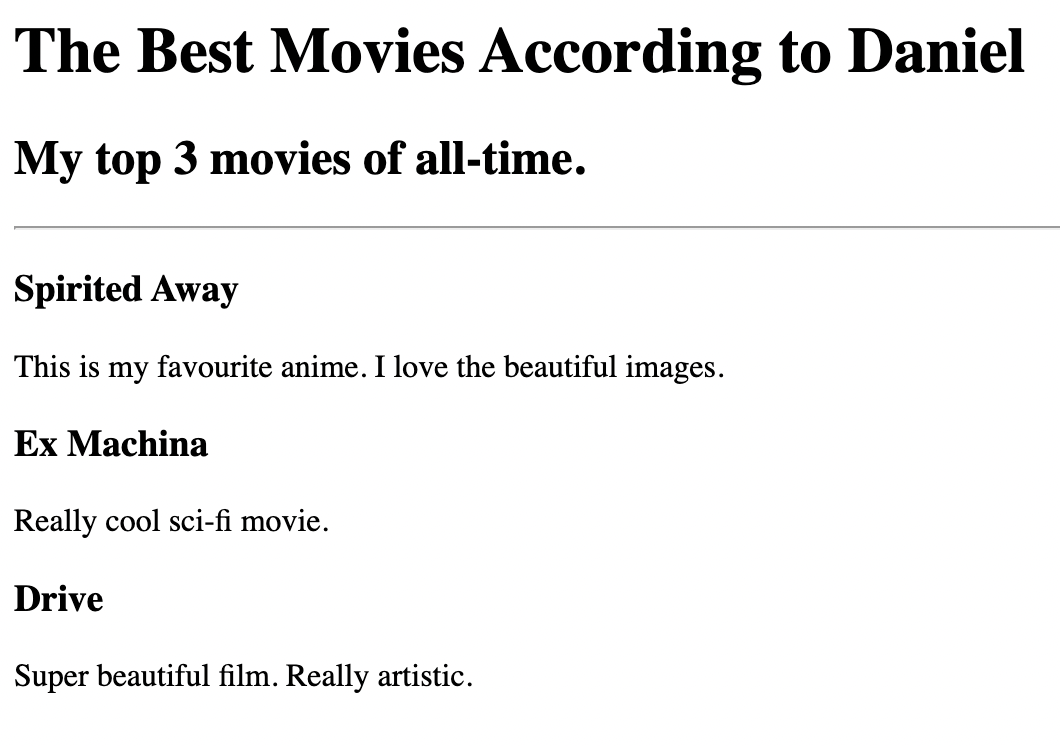 The Best Movies According to Daniel
My top 3 movies of all-time.
Spirited Away
This is my favourite anime. I love the beautiful images.
Ex Machina
Really cool sci-fi movie.
Drive
Super beautiful film. Really artistic.